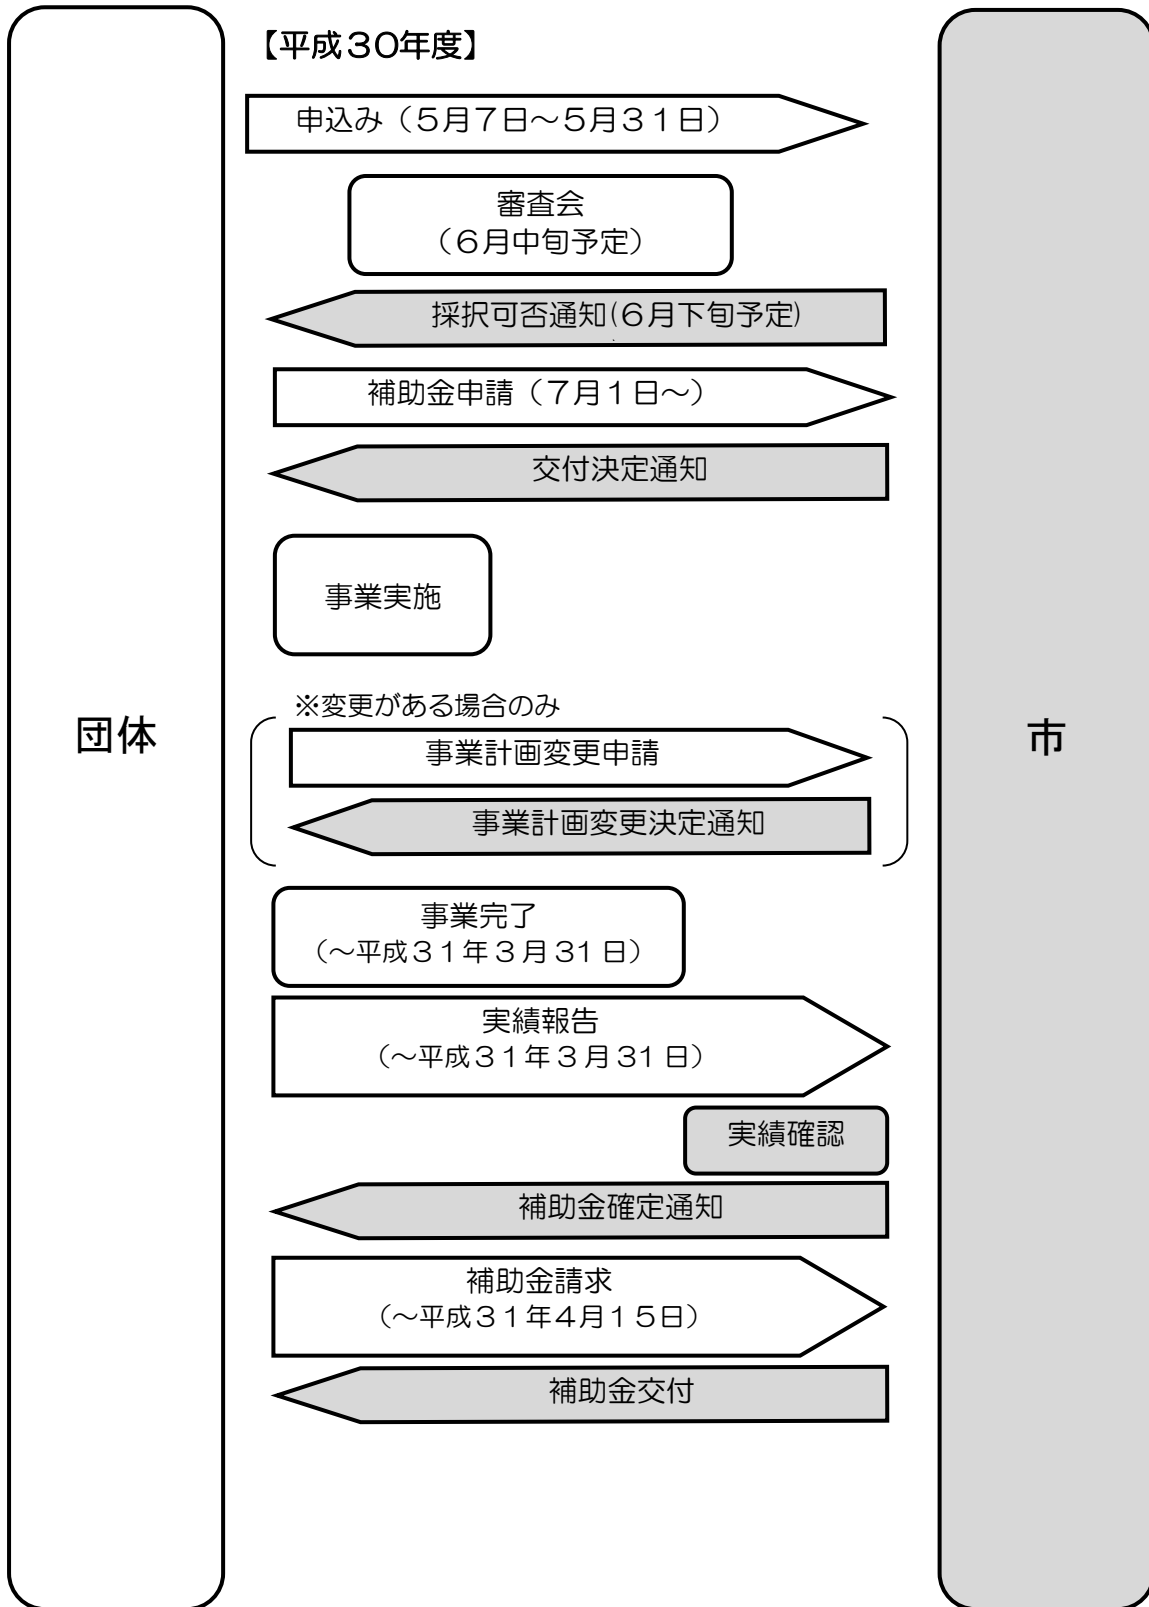 【平成３０年度】
申込み（５月７日～５月３１日）
審査会
（６月中旬予定）
採択可否通知(６月下旬予定)
補助金申請（７月１日～）
交付決定通知
事業実施
※変更がある場合のみ
団体
市
事業計画変更申請
事業計画変更決定通知
事業完了
（～平成３１年３月31日）
実績報告
（～平成３１年３月31日）
実績確認
補助金確定通知
補助金請求
（～平成３１年４月１５日）
補助金交付